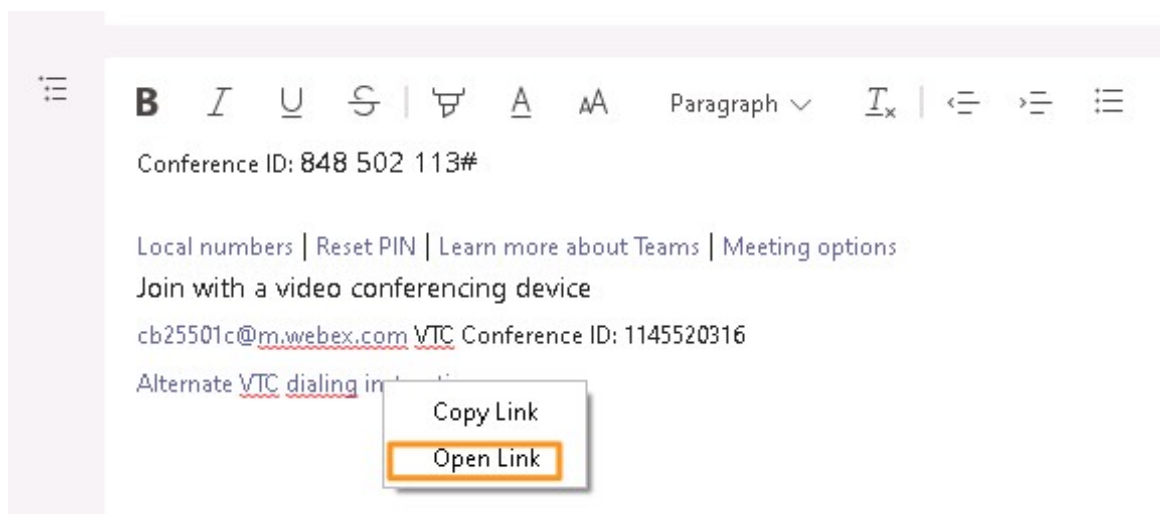 B I U S A AA Paragraph Tx
Conference ID: 848 502 113#
Local numbers | Reset PIN | Learn more about Teams | Meeting options
Join with a video conferencing device
cb25501c@m.webex.com VTC Conference ID: 1145520316
Alternate VTC dialing
Copy Link
Open Link